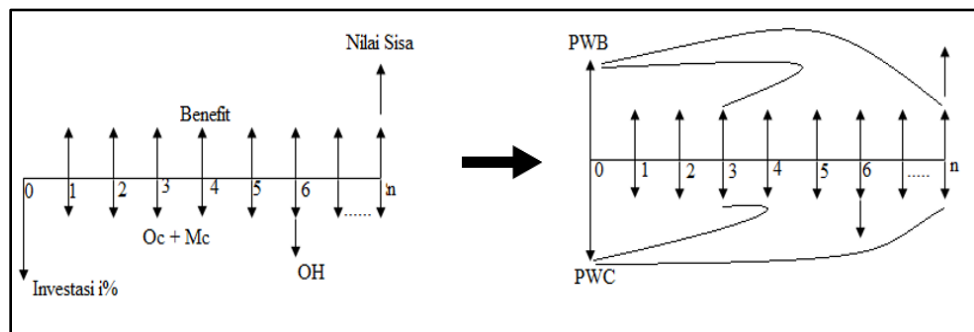 Nilai Sisa
Benefit
0 1 2 3 4 5 6 n
......
Oc + Mc
OH
Investasi i%
PWB
0 1 2 3 4 5 6 ..... n
PWC